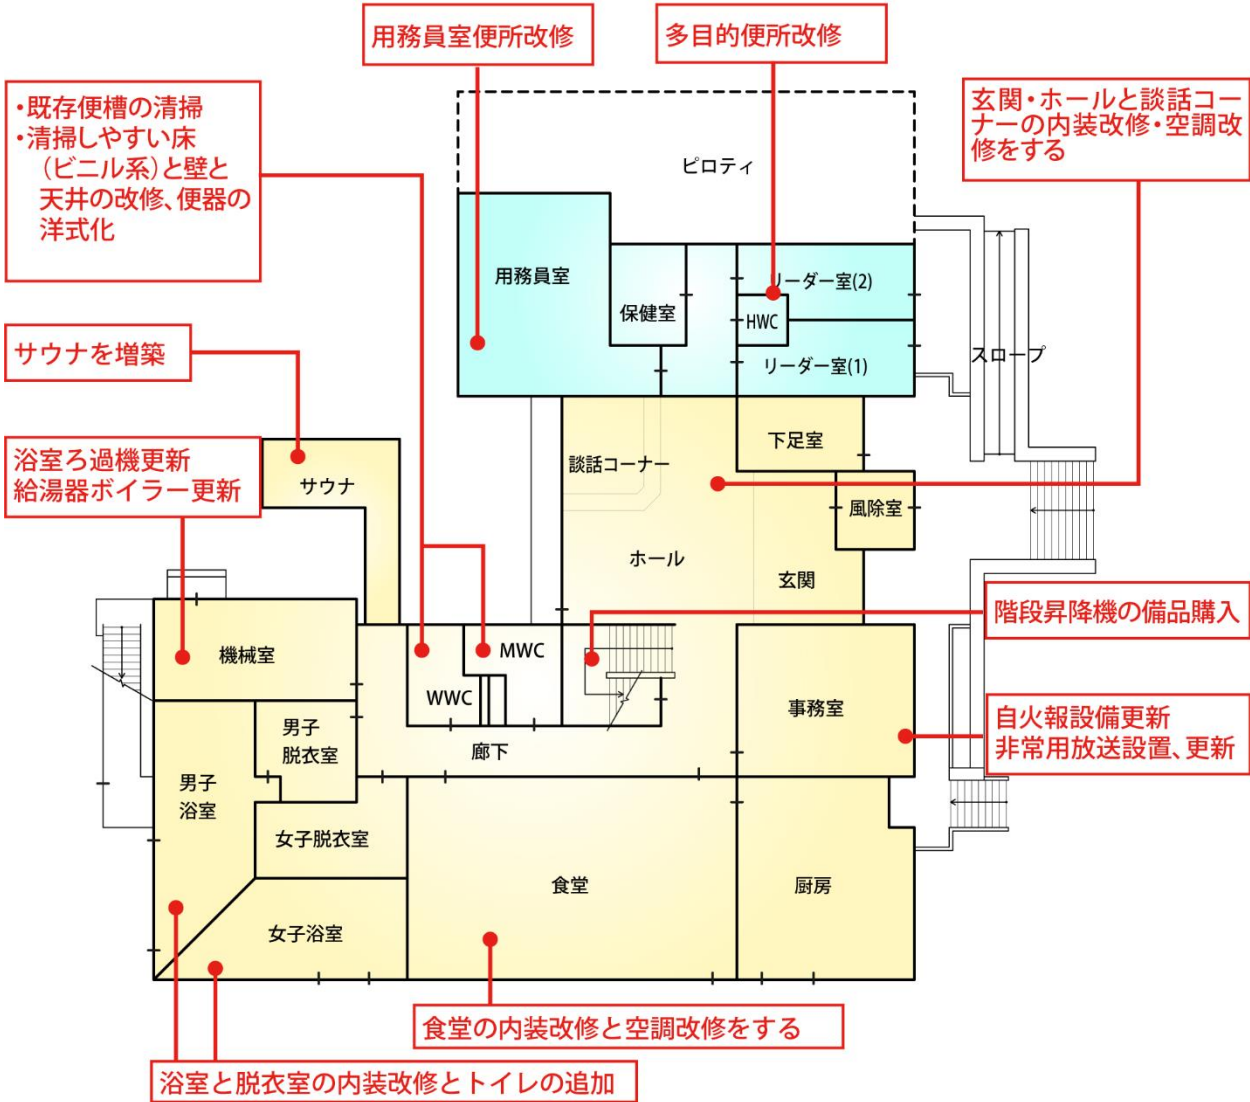 用務員室便所改修
多目的便所改修
・既存便槽の清掃
・清掃しやすい床
（ビニル系）と壁と
天井の改修、便器の
洋式化
玄関・ホールと談話コー
ナーの内装改修・空調改
修をする
ピロティ
用務員室
保健室
リーダー室(2)
HWC
リーダー室(1)
スロープ
サウナを増築
下足室
浴室ろ過機更新
給湯器ボイラー更新
談話コーナー
サウナ
風除室
ホール
玄関
階段昇降機の備品購入
機械室
MWC
WWC
事務室
自火報設備更新
非常用放送設置、更新
男子
脱衣室
廊下
男子
浴室
女子脱衣室
食堂
厨房
女子浴室
食堂の内装改修と空調改修をする
浴室と脱衣室の内装改修とトイレの追加